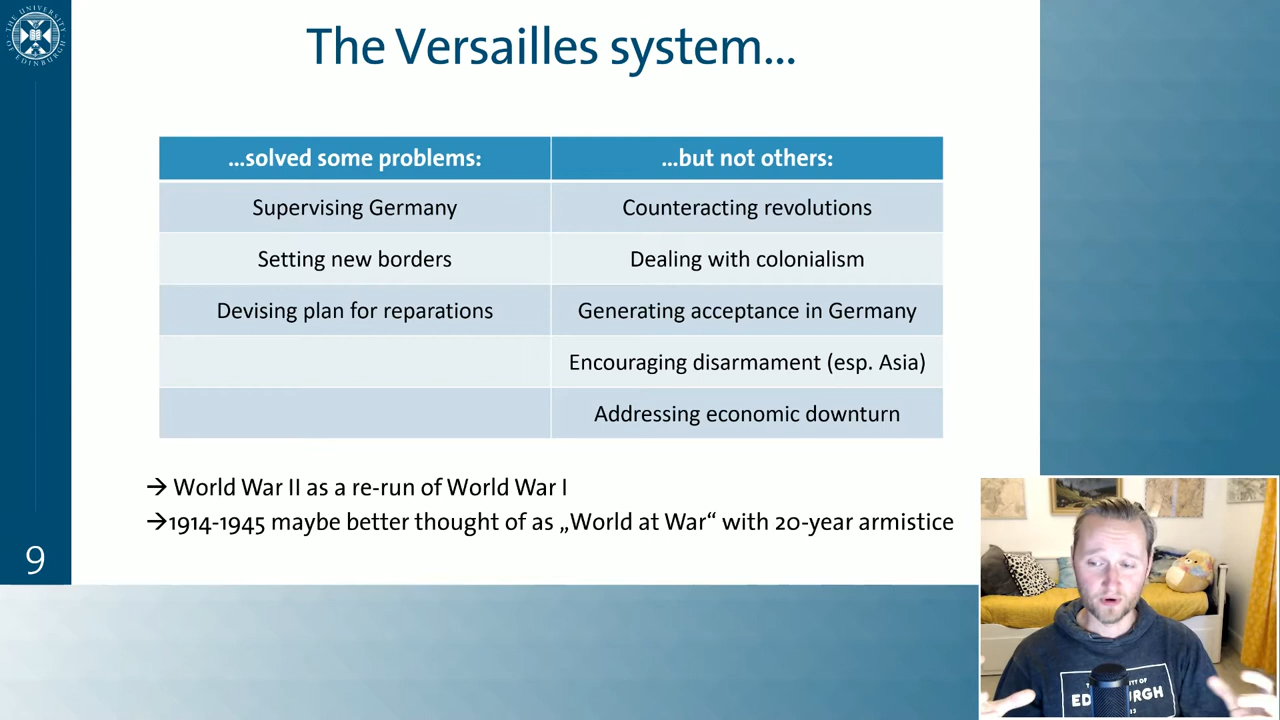 THE UNIVERSITY
OF EDINBURGH
The Versailles system...
...solved some problems:
...but not others:
Supervising Germany
Counteracting revolutions
Setting new borders
Dealing with colonialism
Devising plan for reparations
Generating acceptance in Germany
Encouraging disarmament (esp. Asia)
Addressing economic downturn
→ World War II as a re-run of World War I
→1914-1945 maybe better thought of as „World at War“ with 20-year armistice
9